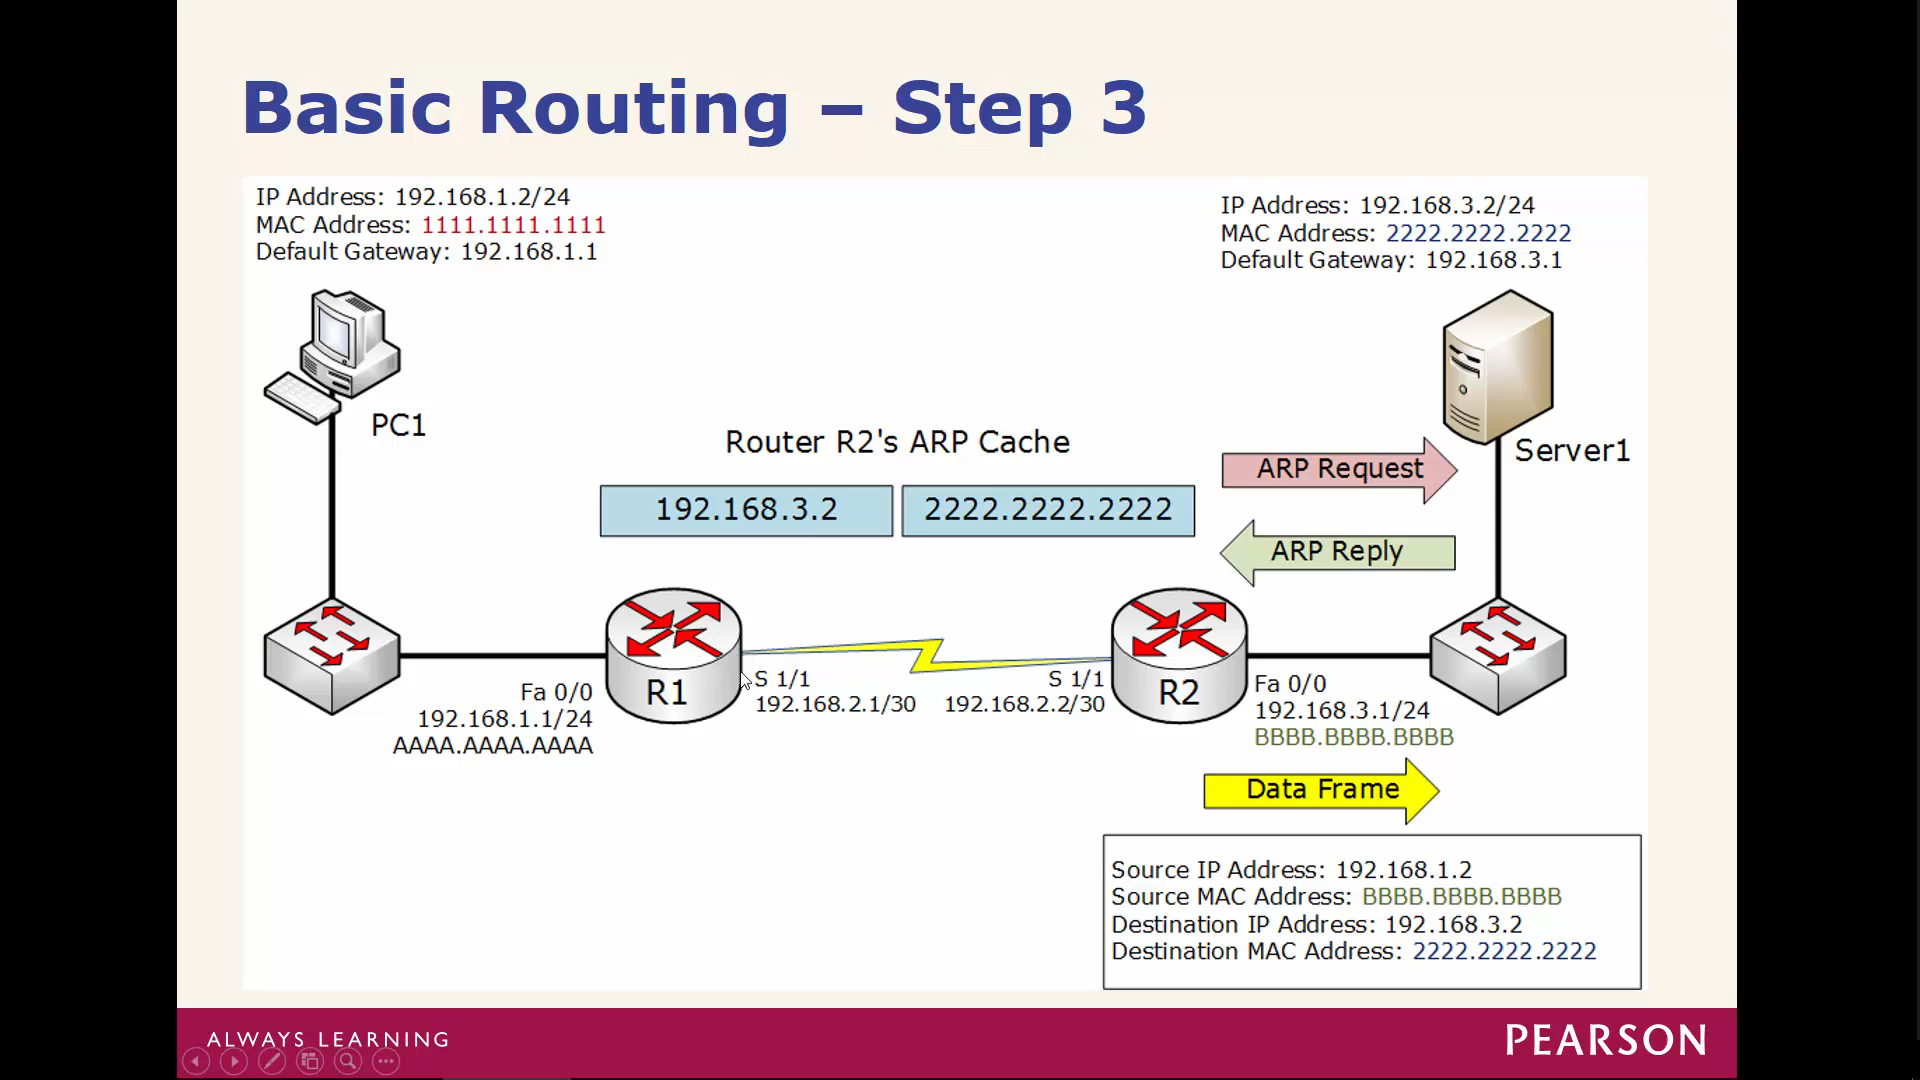 Basic Routing – Step 3
IP Address: 192.168.1.2/24
MAC Address: 1111.1111.1111
Default Gateway: 192.168.1.1
IP Address: 192.168.3.2/24
MAC Address: 2222.2222.2222
Default Gateway: 192.168.3.1
PC1
Server1
Router R2's ARP Cache
192.168.3.2
2222.2222.2222
ARP Request
ARP Reply
R1
R2
Fa 0/0
192.168.1.1/24
AAAA.AAAA.AAAA
S 1/1
192.168.2.1/30
S 1/1
192.168.2.2/30
Fa 0/0
192.168.3.1/24
BBBB.BBBB.BBBB
Data Frame
Source IP Address: 192.168.1.2
Source MAC Address: BBBB.BBBB.BBBB
Destination IP Address: 192.168.3.2
Destination MAC Address: 2222.2222.2222
ALWAYS LEARNING
PEARSON